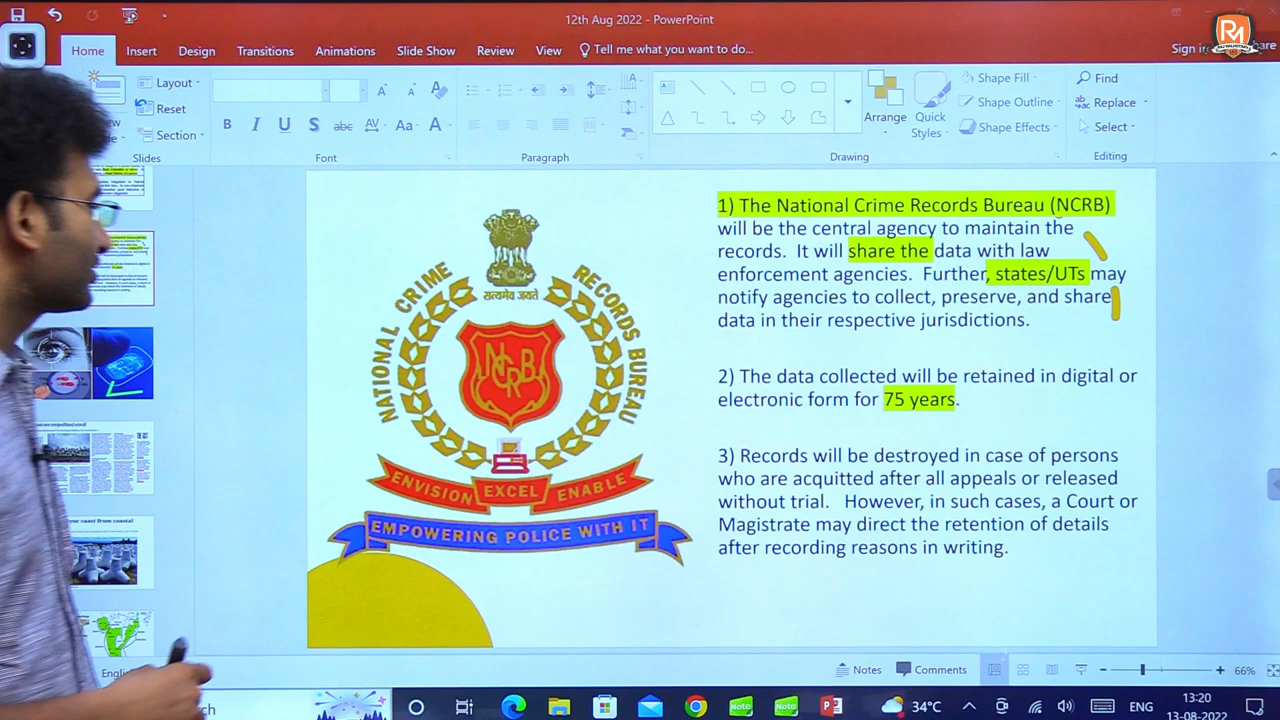 12th Aug 2022 - PowerPoint
Home Insert Design Transitions Animations Slide Show Review View Tell me what you want to do...
Sign in
Layout
Reset
Section
Slides
Font
Paragraph
Arrange
Quick Styles
Shape Fill
Shape Outline
Shape Effects
Drawing
Find
Replace
Select
Editing
NATIONAL CRIME RECORDS BUREAU
सत्यमेव जयते
NCRB
ENVISION EXCEL ENABLE
EMPOWERING POLICE WITH IT
1) The National Crime Records Bureau (NCRB)
will be the central agency to maintain the
records. It will share the data with law
enforcement agencies. Further, states/UTs may
notify agencies to collect, preserve, and share
data in their respective jurisdictions.
2) The data collected will be retained in digital or
electronic form for 75 years.
3) Records will be destroyed in case of persons
who are acquitted after all appeals or released
without trial. However, in such cases, a Court or
Magistrate may direct the retention of details
after recording reasons in writing.
Notes Comments 66%
34°C ENG 13:20
13-08-2022